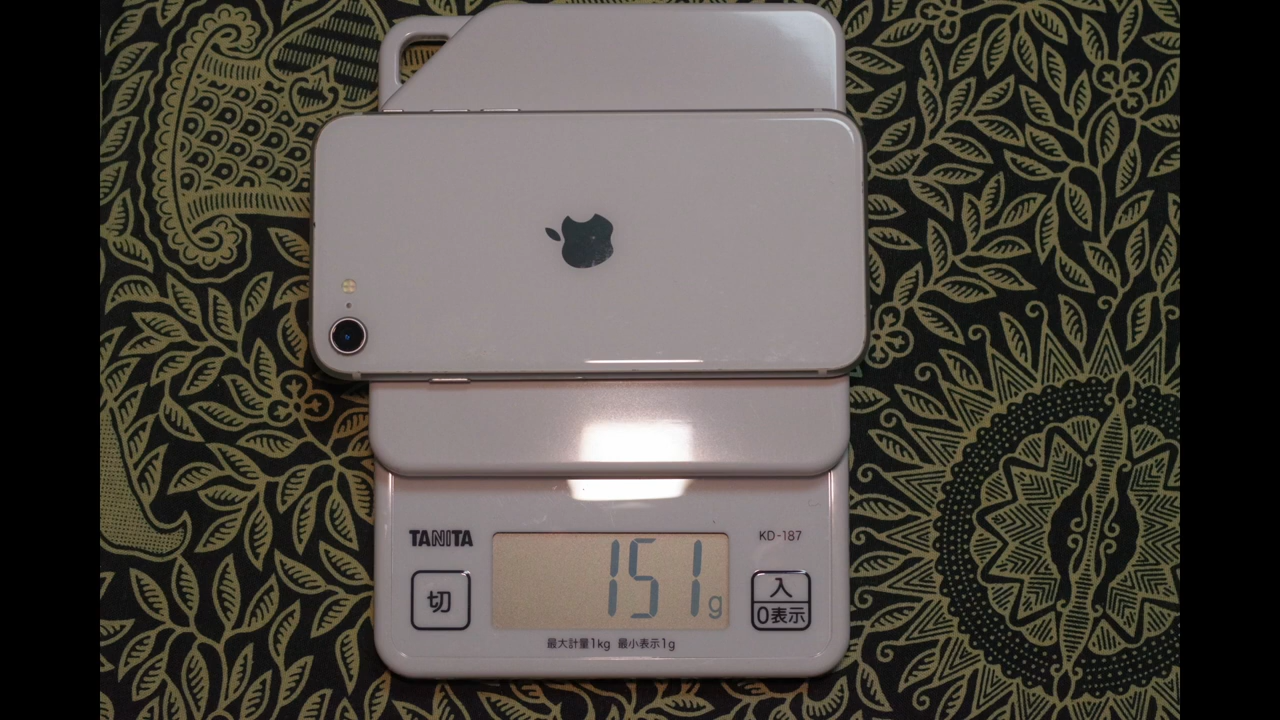 TANITA
KD-187
151g
切
入
0表示
最大計量1kg 最小表示1g